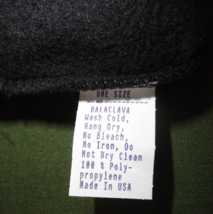 ONE SIZE
BALACLAVA
Wash Cold,
Hang Dry,
No Bleach,
No Iron, Do
Not Dry Clean
100 % Poly-
propylene
Made In USA